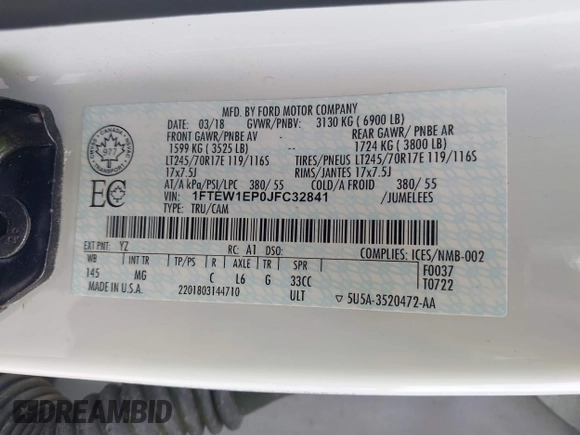 MFD. BY FORD MOTOR COMPANY
DATE: 03/18 GVWR/PNBV: 3130 KG ( 6900 LB)
FRONT GAWR/PNBE AV -- REAR GAWR/ PNBE AR
1599 KG ( 3525 LB) 1724 KG ( 3800 LB)
LT245/70R17E 119/116S TIRES/PNEUS LT245/70R17E 119/116S
17x7.5J RIMS/JANTES 17x7.5J
AT/A kPa/PSI/LPC 380/ 55 COLD/A FROID 380/ 55
VIN: 1FTEW1EP0JFC32841 /JUMELEES
TYPE: TRU/CAM
EC
977
EXT PNT: YZ RC: A1 DSO: COMPLIES: ICES/NMB-002
WB INT TR TP/PS R AXLE TR SPR F0037
145 MG C L6 G 33CC T0722
MADE IN U.S.A. 2201803144710 ULT 5U5A-3520472-AA
DREAMBID